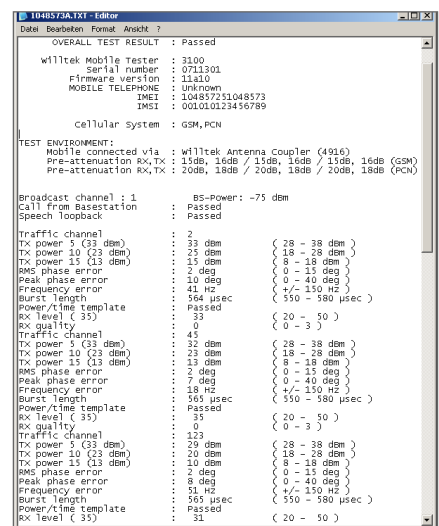 1048573A.TXT - Editor
Datei Bearbeiten Format Ansicht ?
OVERALL TEST RESULT : Passed
Willtek Mobile Tester : 3100
Serial number : 0711301
Firmware version : 11a10
MOBILE TELEPHONE : Unknown
IMEI : 104857251048573
IMSI : 001010123456789
Cellular System : GSM,PCN
TEST ENVIRONMENT:
Mobile connected via : Willtek Antenna Coupler (4916)
Pre-attenuation RX,TX : 15dB, 16dB / 15dB, 16dB / 15dB, 16dB (GSM)
Pre-attenuation RX,TX : 20dB, 18dB / 20dB, 18dB / 20dB, 18dB (PCN)
Broadcast channel : 1 BS-Power: -75 dBm
Call from Basestation : Passed
Speech loopback : Passed
Traffic channel : 2
TX power 5 (33 dBm) : 33 dBm ( 28 - 38 dBm )
TX power 10 (23 dBm) : 25 dBm ( 18 - 28 dBm )
TX power 15 (13 dBm) : 15 dBm ( 8 - 18 dBm )
RMS phase error : 2 deg ( 0 - 15 deg )
Peak phase error : 10 deg ( 0 - 40 deg )
Frequency error : 41 Hz ( +/- 150 Hz )
Burst length : 564 µsec ( 550 - 580 µsec )
Power/time template : Passed
RX level ( 35) : 33 ( 20 - 50 )
RX quality : 0 ( 0 - 3 )
Traffic channel : 45
TX power 5 (33 dBm) : 32 dBm ( 28 - 38 dBm )
TX power 10 (23 dBm) : 23 dBm ( 18 - 28 dBm )
TX power 15 (13 dBm) : 13 dBm ( 8 - 18 dBm )
RMS phase error : 2 deg ( 0 - 15 deg )
Peak phase error : 7 deg ( 0 - 40 deg )
Frequency error : 18 Hz ( +/- 150 Hz )
Burst length : 565 µsec ( 550 - 580 µsec )
Power/time template : Passed
RX level ( 35) : 35 ( 20 - 50 )
RX quality : 0 ( 0 - 3 )
Traffic channel : 123
TX power 5 (33 dBm) : 29 dBm ( 28 - 38 dBm )
TX power 10 (23 dBm) : 20 dBm ( 18 - 28 dBm )
TX power 15 (13 dBm) : 10 dBm ( 8 - 18 dBm )
RMS phase error : 2 deg ( 0 - 15 deg )
Peak phase error : 8 deg ( 0 - 40 deg )
Frequency error : 51 Hz ( +/- 150 Hz )
Burst length : 565 µsec ( 550 - 580 µsec )
Power/time template : Passed
RX level ( 35) : 31 ( 20 - 50 )